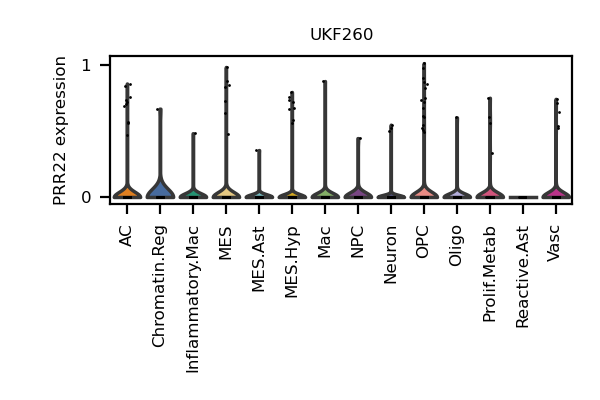 UKF260
PRR22 expression
1
0
AC
Chromatin.Reg
Inflammatory.Mac
MES
MES.Ast
MES.Hyp
Mac
NPC
Neuron
OPC
Oligo
Prolif.Metab
Reactive.Ast
Vasc